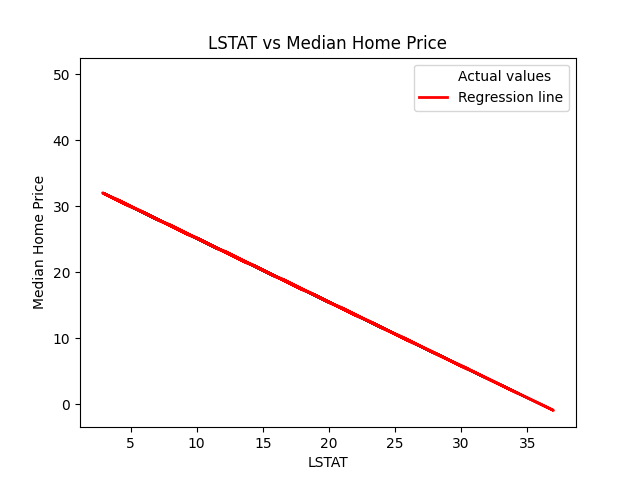 LSTAT vs Median Home Price
Actual values
Regression line
50
40
30
20
10
0
Median Home Price
5 10 15 20 25 30 35
LSTAT